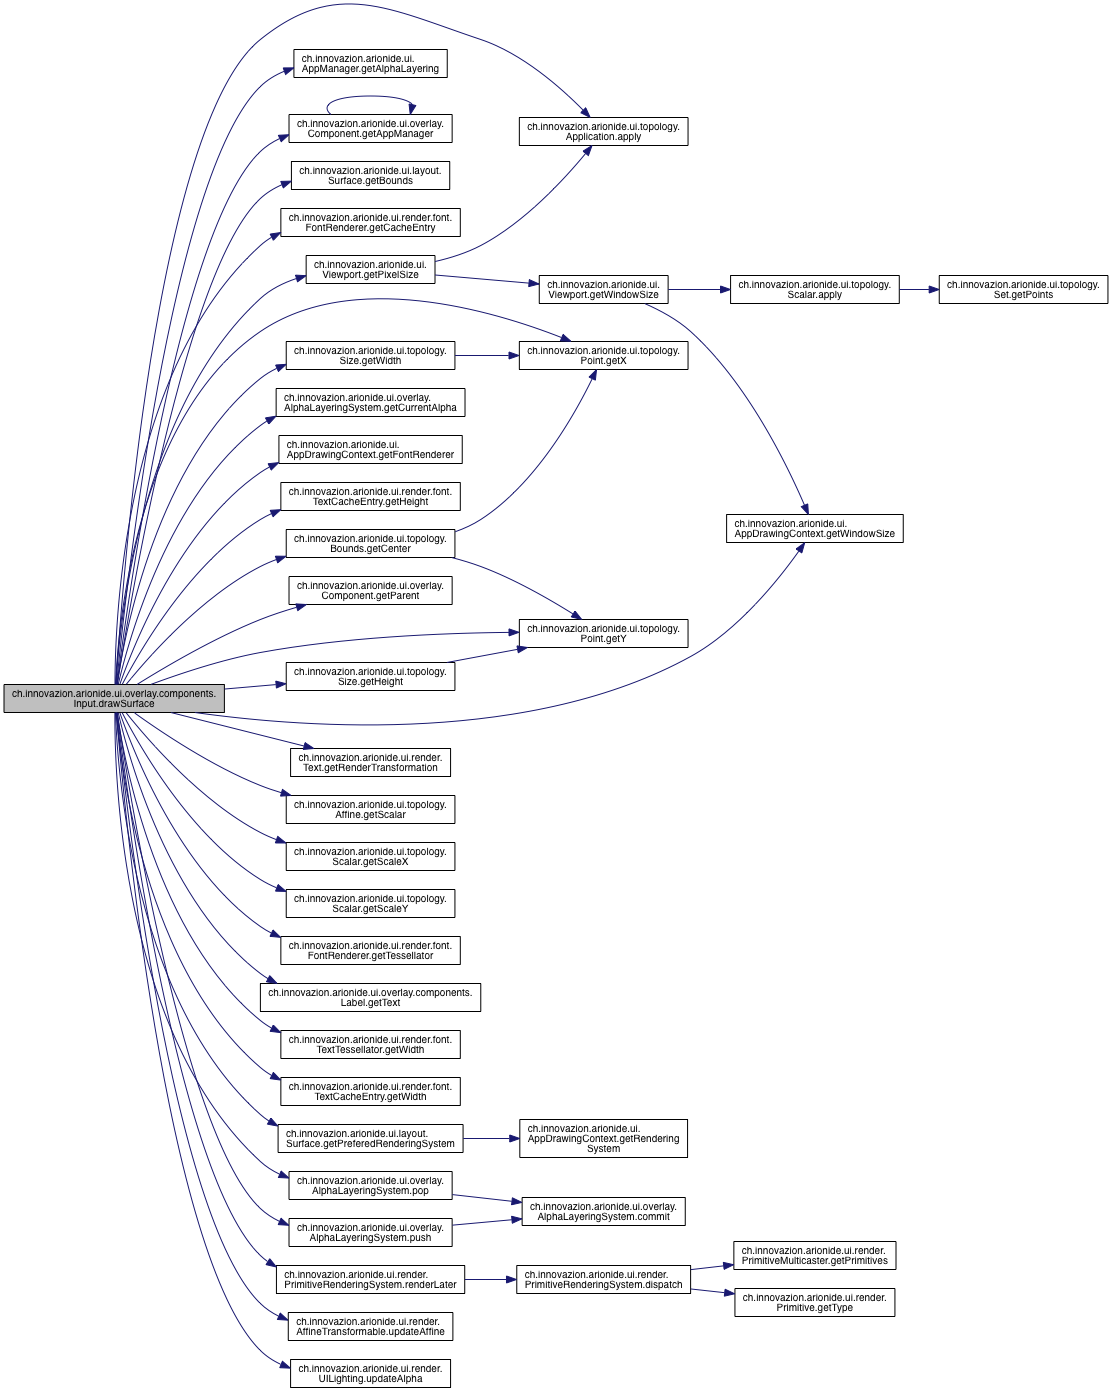 ch.innovazion.arionide.ui.
AppManager.getAlphaLayering
ch.innovazion.arionide.ui.overlay.
Component.getAppManager
ch.innovazion.arionide.ui.topology.
Application.apply
ch.innovazion.arionide.ui.layout.
Surface.getBounds
ch.innovazion.arionide.ui.render.font.
FontRenderer.getCacheEntry
ch.innovazion.arionide.ui.
Viewport.getPixelSize
ch.innovazion.arionide.ui.
Viewport.getWindowSize
ch.innovazion.arionide.ui.topology.
Scalar.apply
ch.innovazion.arionide.ui.topology.
Set.getPoints
ch.innovazion.arionide.ui.topology.
Size.getWidth
ch.innovazion.arionide.ui.topology.
Point.getX
ch.innovazion.arionide.ui.overlay.
AlphaLayeringSystem.getCurrentAlpha
ch.innovazion.arionide.ui.
AppDrawingContext.getFontRenderer
ch.innovazion.arionide.ui.render.font.
TextCacheEntry.getHeight
ch.innovazion.arionide.ui.
AppDrawingContext.getWindowSize
ch.innovazion.arionide.ui.topology.
Bounds.getCenter
ch.innovazion.arionide.ui.overlay.
Component.getParent
ch.innovazion.arionide.ui.topology.
Point.getY
ch.innovazion.arionide.ui.topology.
Size.getHeight
ch.innovazion.arionide.ui.overlay.components.
Input.drawSurface
ch.innovazion.arionide.ui.render.
Text.getRenderTransformation
ch.innovazion.arionide.ui.topology.
Affine.getScalar
ch.innovazion.arionide.ui.topology.
Scalar.getScaleX
ch.innovazion.arionide.ui.topology.
Scalar.getScaleY
ch.innovazion.arionide.ui.render.font.
FontRenderer.getTessellator
ch.innovazion.arionide.ui.overlay.components.
Label.getText
ch.innovazion.arionide.ui.render.font.
TextTessellator.getWidth
ch.innovazion.arionide.ui.render.font.
TextCacheEntry.getWidth
ch.innovazion.arionide.ui.layout.
Surface.getPreferedRenderingSystem
ch.innovazion.arionide.ui.
AppDrawingContext.getRendering
System
ch.innovazion.arionide.ui.overlay.
AlphaLayeringSystem.pop
ch.innovazion.arionide.ui.overlay.
AlphaLayeringSystem.commit
ch.innovazion.arionide.ui.overlay.
AlphaLayeringSystem.push
ch.innovazion.arionide.ui.render.
PrimitiveRenderingSystem.renderLater
ch.innovazion.arionide.ui.render.
PrimitiveRenderingSystem.dispatch
ch.innovazion.arionide.ui.render.
PrimitiveMulticaster.getPrimitives
ch.innovazion.arionide.ui.render.
Primitive.getType
ch.innovazion.arionide.ui.render.
AffineTransformable.updateAffine
ch.innovazion.arionide.ui.render.
UILighting.updateAlpha